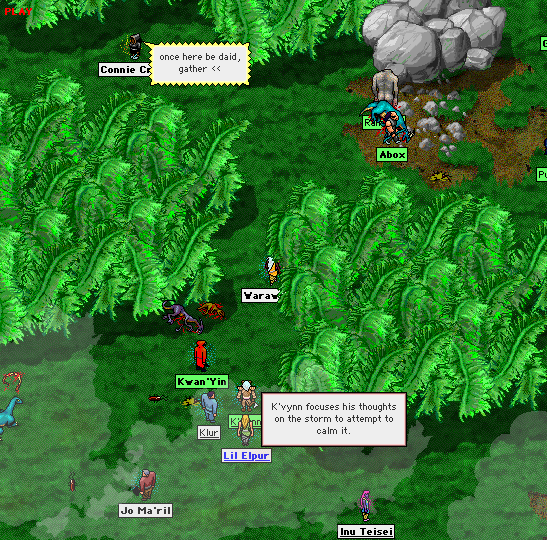 PLAY
once here be daid,
gather <<
Connie C
Abox
Waraw
Kwan'Yin
K'vynn focuses his thoughts
on the storm to attempt to
calm it.
Klur
Lil Elpur
Jo Ma'ril
Inu Teisei